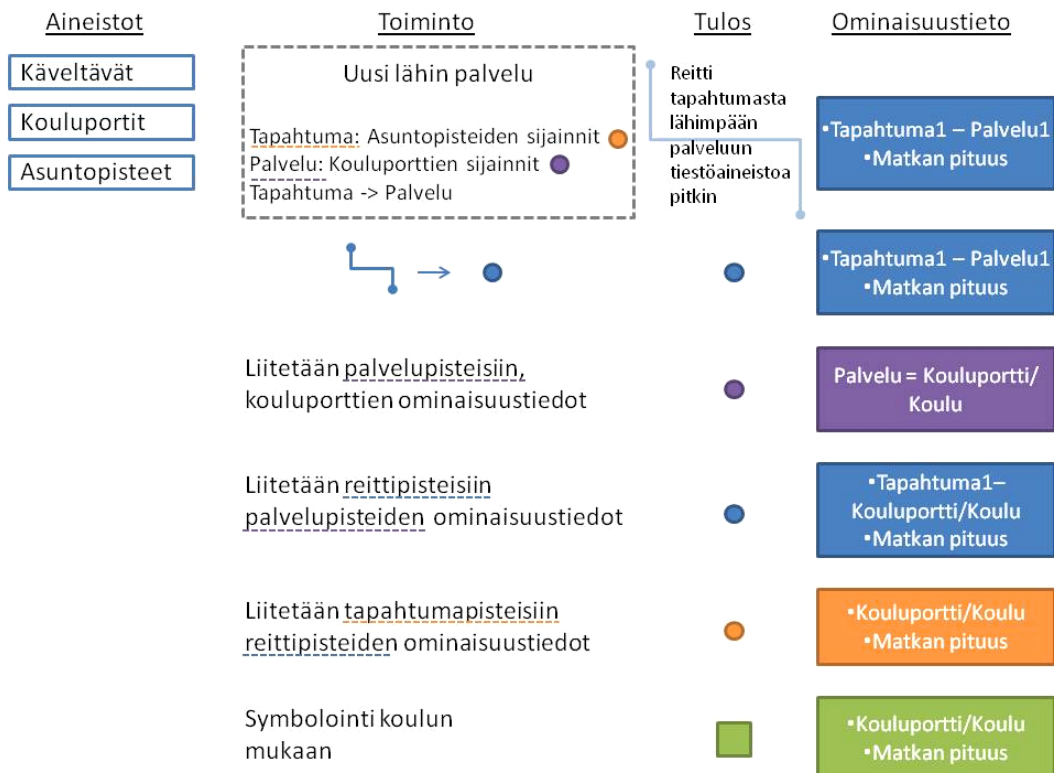 Aineistot
Toiminto
Tulos
Ominaisuustieto
Käveltävät
Kouluportit
Asuntopisteet
Uusi lähin palvelu
Tapahtuma: Asuntopisteiden sijainnit
Palvelu: Kouluporttien sijainnit
Tapahtuma -> Palvelu
Reitti
tapahtumasta
lähimpään
palveluun
tiestöaineistoa
pitkin
•Tapahtuma1 – Palvelu1
•Matkan pituus
•Tapahtuma1 – Palvelu1
•Matkan pituus
Liitetään palvelupisteisiin,
kouluporttien ominaisuustiedot
Palvelu = Kouluportti/
Koulu
Liitetään reittipisteisiin
palvelupisteiden ominaisuustiedot
•Tapahtuma1–
Kouluportti/Koulu
•Matkan pituus
Liitetään tapahtumapisteisiin
reittipisteiden ominaisuustiedot
•Kouluportti/Koulu
•Matkan pituus
Symbolointi koulun
mukaan
•Kouluportti/Koulu
•Matkan pituus